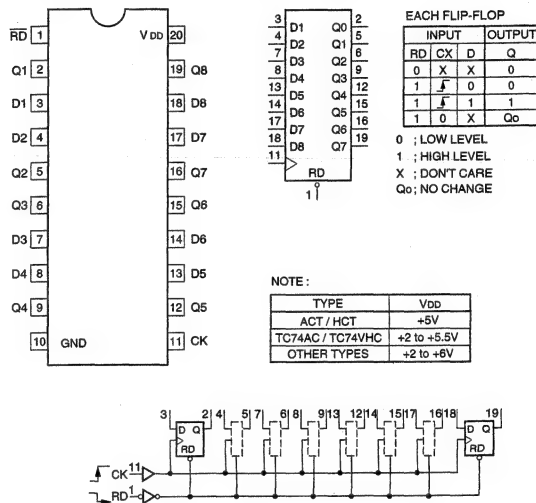 RD 1
VDD 20
Q1 2
19 Q8
D1 3
18 D8
D2 4
17 D7
Q2 5
16 Q7
Q3 6
15 Q6
D3 7
14 D6
D4 8
13 D5
Q4 9
12 Q5
10 GND
11 CK
3 D1 Q0 2
4 D2 Q1 5
7 D3 Q2 6
8 D4 Q3 9
13 D5 Q4 12
14 D6 Q5 15
17 D7 Q6 16
18 D8 Q7 19
11
RD
1
EACH FLIP-FLOP
INPUT OUTPUT
RD CX D Q
0 X X 0
1 0 0
1 1 1
1 0 X Qo
0 ; LOW LEVEL
1 ; HIGH LEVEL
X ; DON'T CARE
Qo; NO CHANGE
NOTE :
TYPE VDD
ACT / HCT +5V
TC74AC / TC74VHC +2 to +5.5V
OTHER TYPES +2 to +6V
3 2 4 5 7 6 8 9 13 12 14 15 17 16 18 19
D Q
RD
D Q
RD
CK 11
RD 1